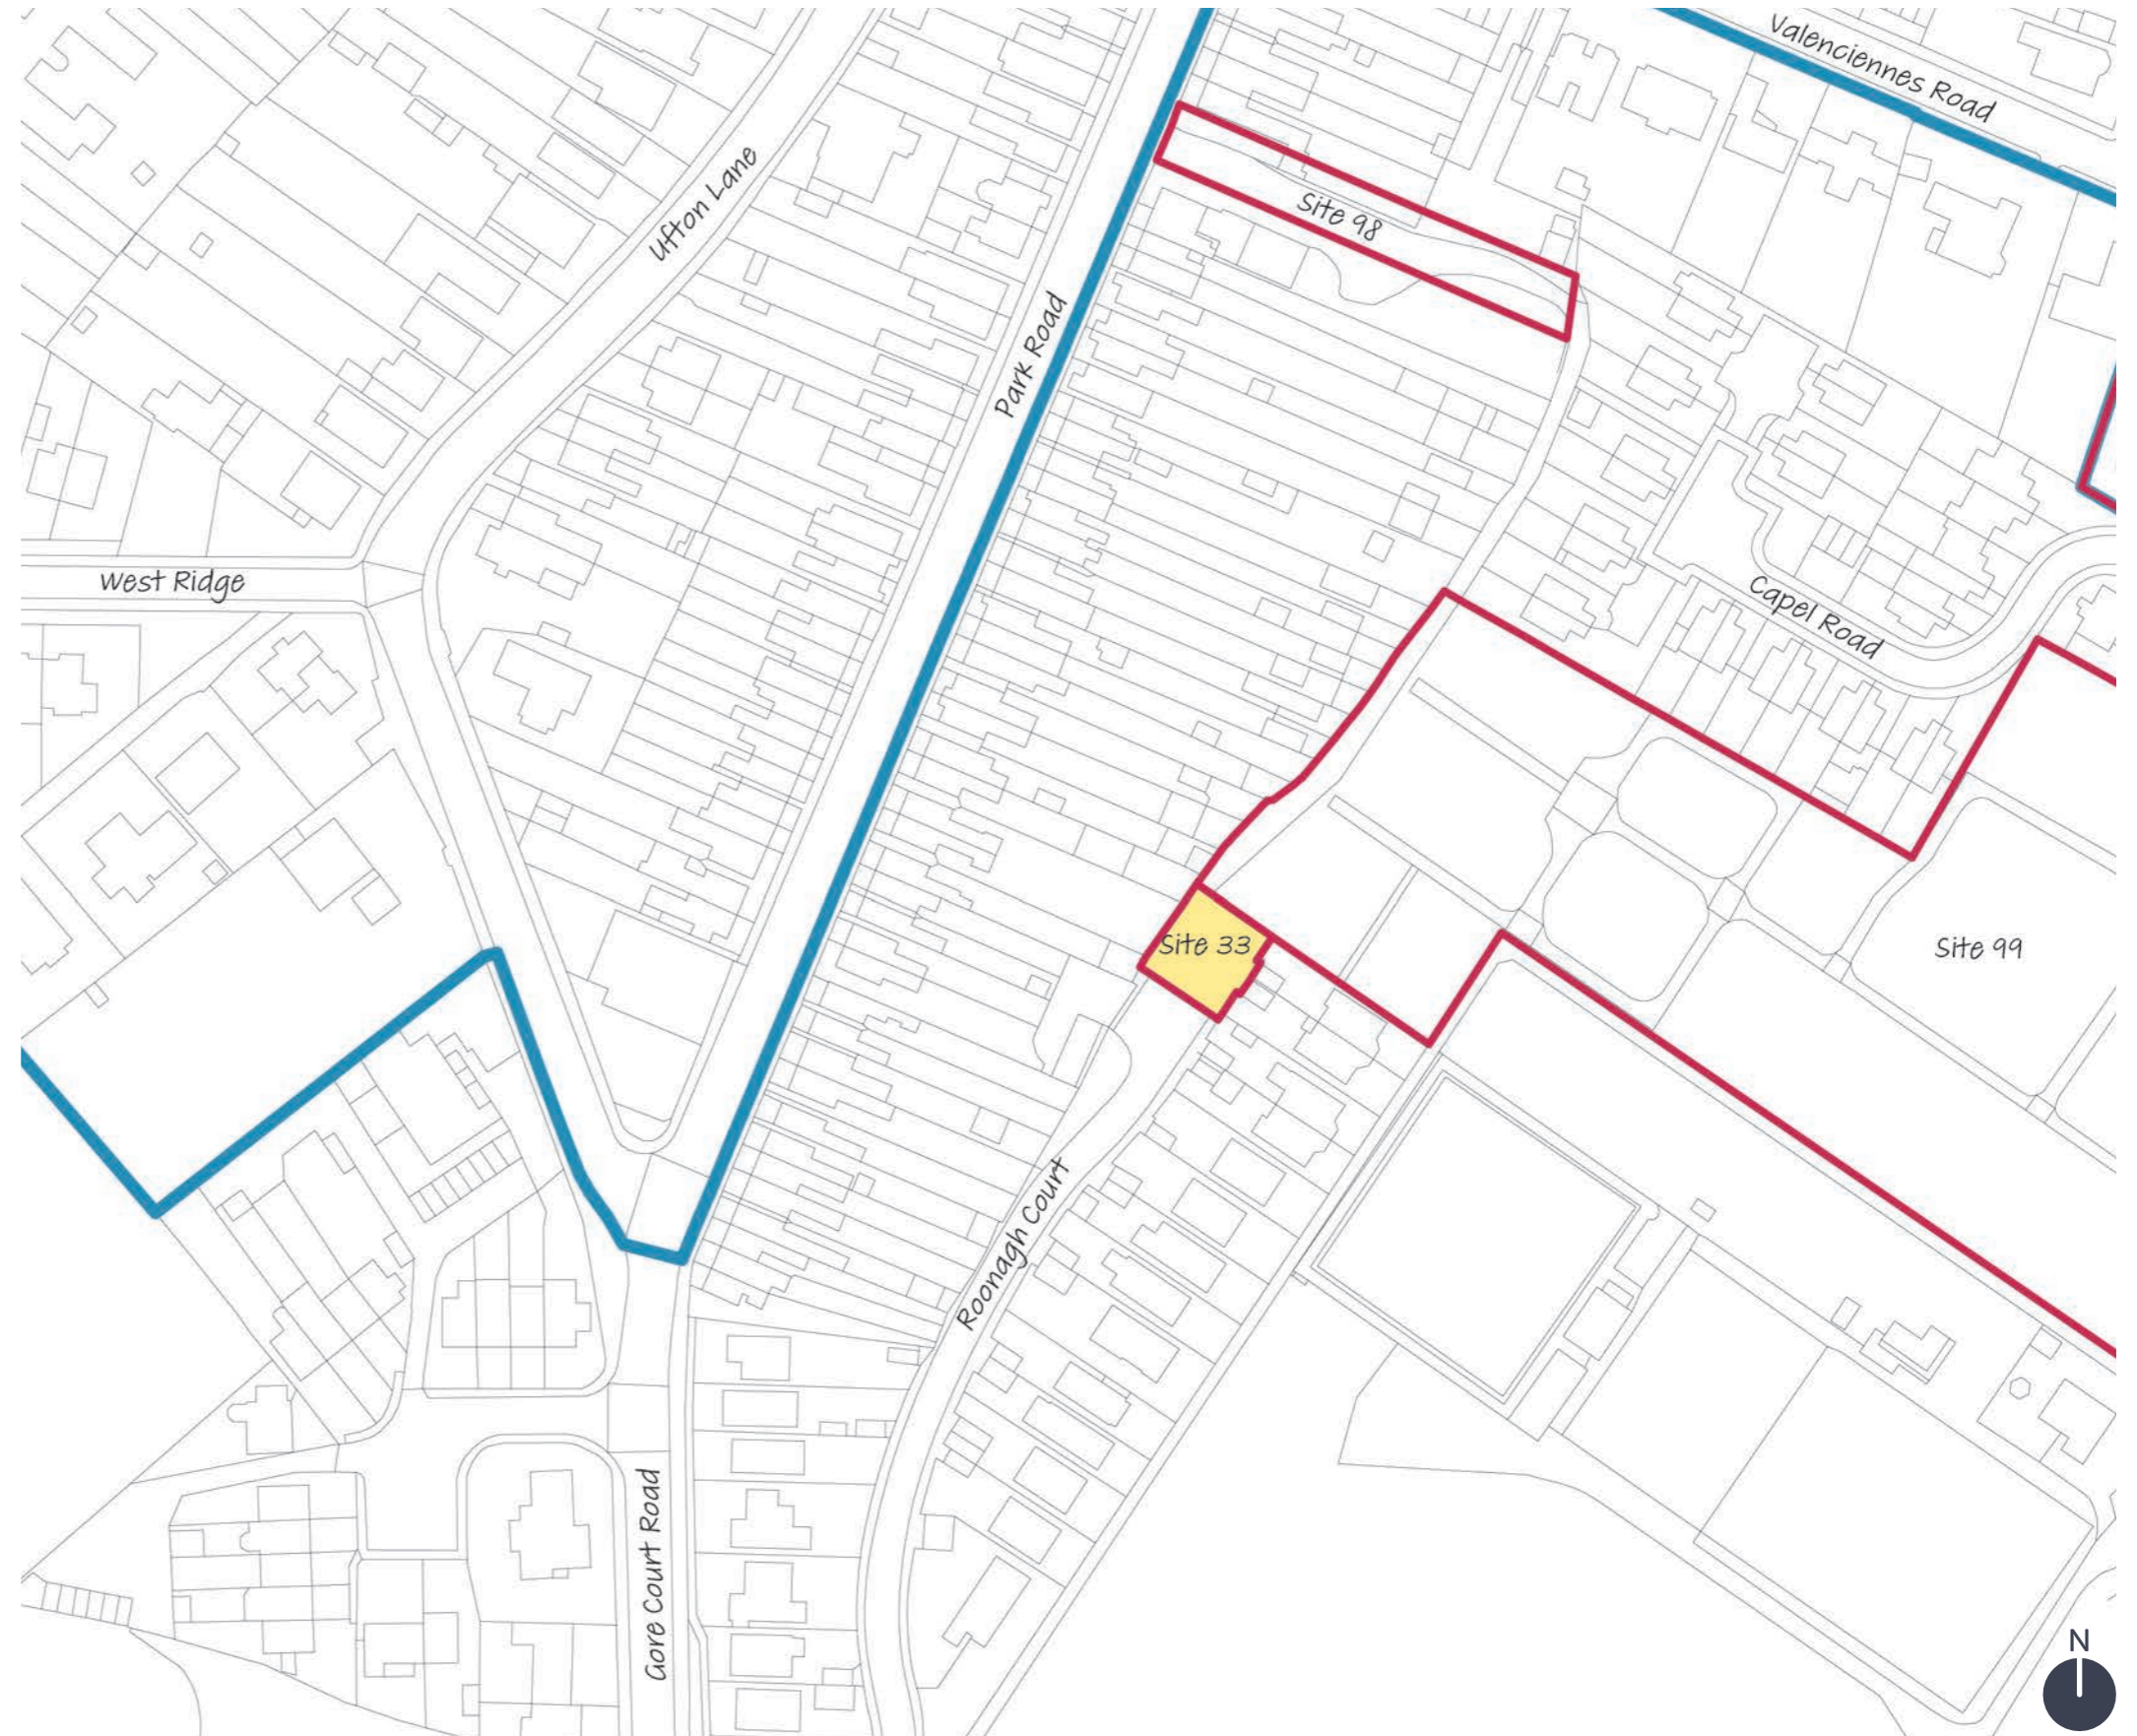 Valenciennes Road
Ufton Lane
Site 98
Park Road
West Ridge
Capel Road
Site 33
Site 99
Roonagh Court
Gore Court Road
N